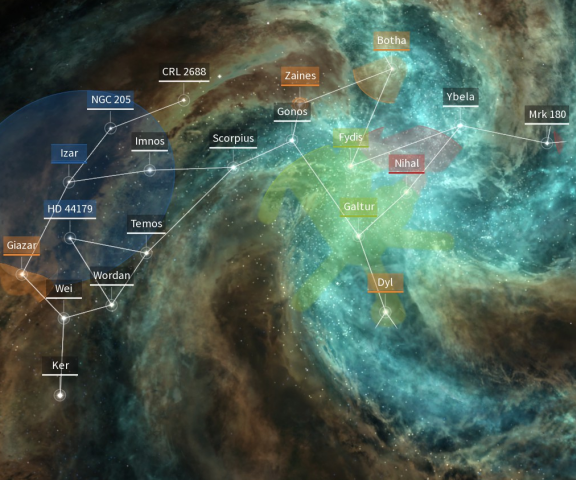 Botha
CRL 2688
Zaines
NGC 205
Ybela
Gonos
Mrk 180
Imnos
Scorpius
Fydis
Izar
Nihal
HD 44179
Galtur
Temos
Giazar
Wordan
Dyl
Wei
Ker